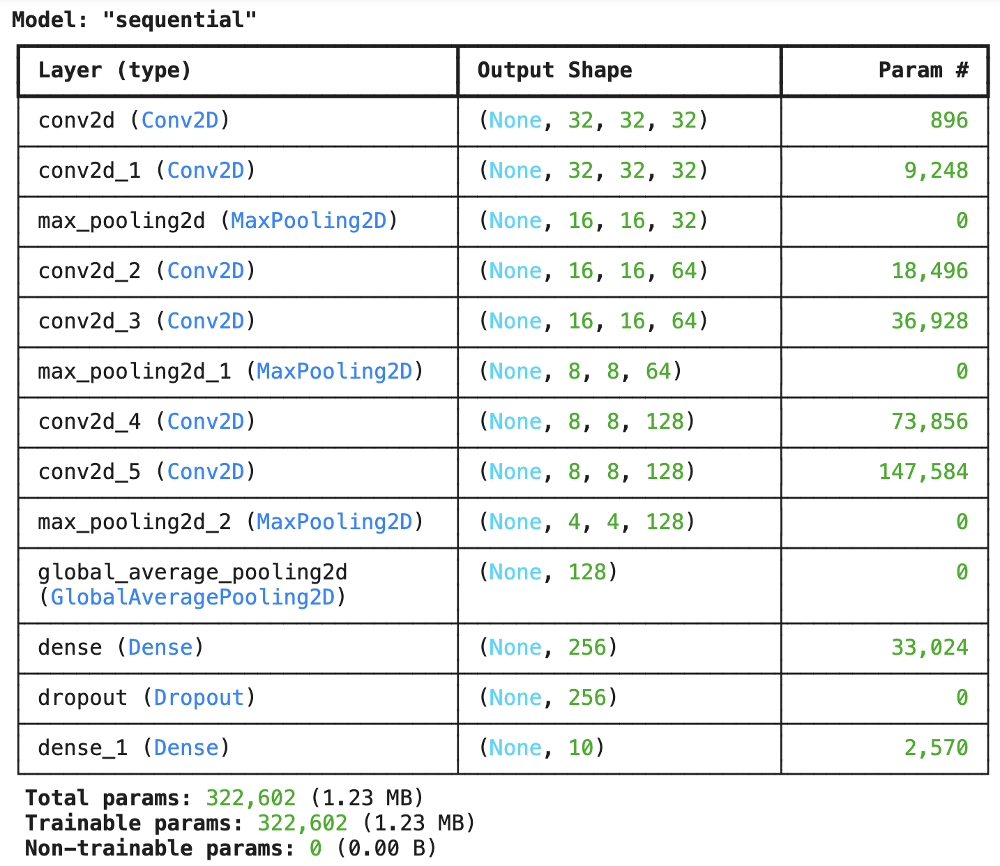 Model: "sequential"
Layer (type) Output Shape Param #
conv2d (Conv2D) (None, 32, 32, 32) 896
conv2d_1 (Conv2D) (None, 32, 32, 32) 9,248
max_pooling2d (MaxPooling2D) (None, 16, 16, 32) 0
conv2d_2 (Conv2D) (None, 16, 16, 64) 18,496
conv2d_3 (Conv2D) (None, 16, 16, 64) 36,928
max_pooling2d_1 (MaxPooling2D) (None, 8, 8, 64) 0
conv2d_4 (Conv2D) (None, 8, 8, 128) 73,856
conv2d_5 (Conv2D) (None, 8, 8, 128) 147,584
max_pooling2d_2 (MaxPooling2D) (None, 4, 4, 128) 0
global_average_pooling2d (None, 128) 0
(GlobalAveragePooling2D)
dense (Dense) (None, 256) 33,024
dropout (Dropout) (None, 256) 0
dense_1 (Dense) (None, 10) 2,570
Total params: 322,602 (1.23 MB)
Trainable params: 322,602 (1.23 MB)
Non-trainable params: 0 (0.00 B)